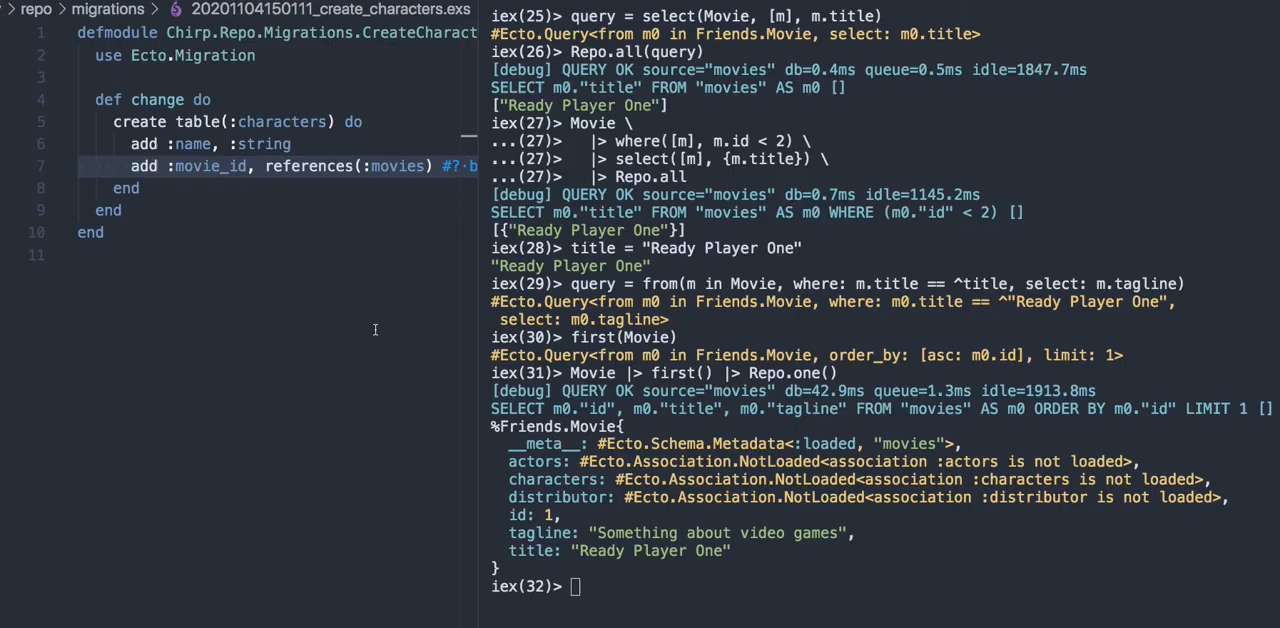 repo > migrations > 20201104150111_create_characters.exs
1 defmodule Chirp.Repo.Migrations.CreateCharact
2 use Ecto.Migration
3
4 def change do
5 create table(:characters) do
6 add :name, :string
7 add :movie_id, references(:movies) #?·b
8 end
9 end
10 end
11
iex(25)> query = select(Movie, [m], m.title)
#Ecto.Query<from m0 in Friends.Movie, select: m0.title>
iex(26)> Repo.all(query)
[debug] QUERY OK source="movies" db=0.4ms queue=0.5ms idle=1847.7ms
SELECT m0."title" FROM "movies" AS m0 []
["Ready Player One"]
iex(27)> Movie \
...(27)>   |> where([m], m.id < 2) \
...(27)>   |> select([m], {m.title}) \
...(27)>   |> Repo.all
[debug] QUERY OK source="movies" db=0.7ms idle=1145.2ms
SELECT m0."title" FROM "movies" AS m0 WHERE (m0."id" < 2) []
[{"Ready Player One"}]
iex(28)> title = "Ready Player One"
"Ready Player One"
iex(29)> query = from(m in Movie, where: m.title == ^title, select: m.tagline)
#Ecto.Query<from m0 in Friends.Movie, where: m0.title == ^"Ready Player One",
select: m0.tagline>
iex(30)> first(Movie)
#Ecto.Query<from m0 in Friends.Movie, order_by: [asc: m0.id], limit: 1>
iex(31)> Movie |> first() |> Repo.one()
[debug] QUERY OK source="movies" db=42.9ms queue=1.3ms idle=1913.8ms
SELECT m0."id", m0."title", m0."tagline" FROM "movies" AS m0 ORDER BY m0."id" LIMIT 1 []
%Friends.Movie{
__meta__: #Ecto.Schema.Metadata<:loaded, "movies">,
actors: #Ecto.Association.NotLoaded<association :actors is not loaded>,
characters: #Ecto.Association.NotLoaded<association :characters is not loaded>,
distributor: #Ecto.Association.NotLoaded<association :distributor is not loaded>,
id: 1,
tagline: "Something about video games",
title: "Ready Player One"
}
iex(32)>